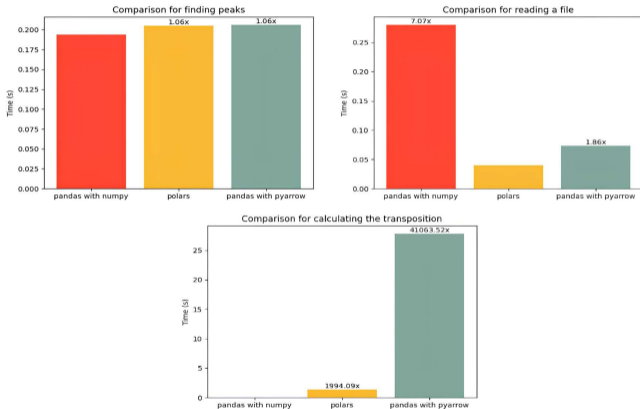 Comparison for finding peaks
1.06x 1.06x
0.200
0.175
0.150
0.125
0.100
0.075
0.050
0.025
0.000
Time (s)
pandas with numpy polars pandas with pyarrow
Comparison for reading a file
7.07x
0.25
0.20
0.15
0.10
0.05
0.00
1.86x
Time (s)
pandas with numpy polars pandas with pyarrow
Comparison for calculating the transposition
41063.52x
25
20
15
10
5
0
1994.09x
Time (s)
pandas with numpy polars pandas with pyarrow